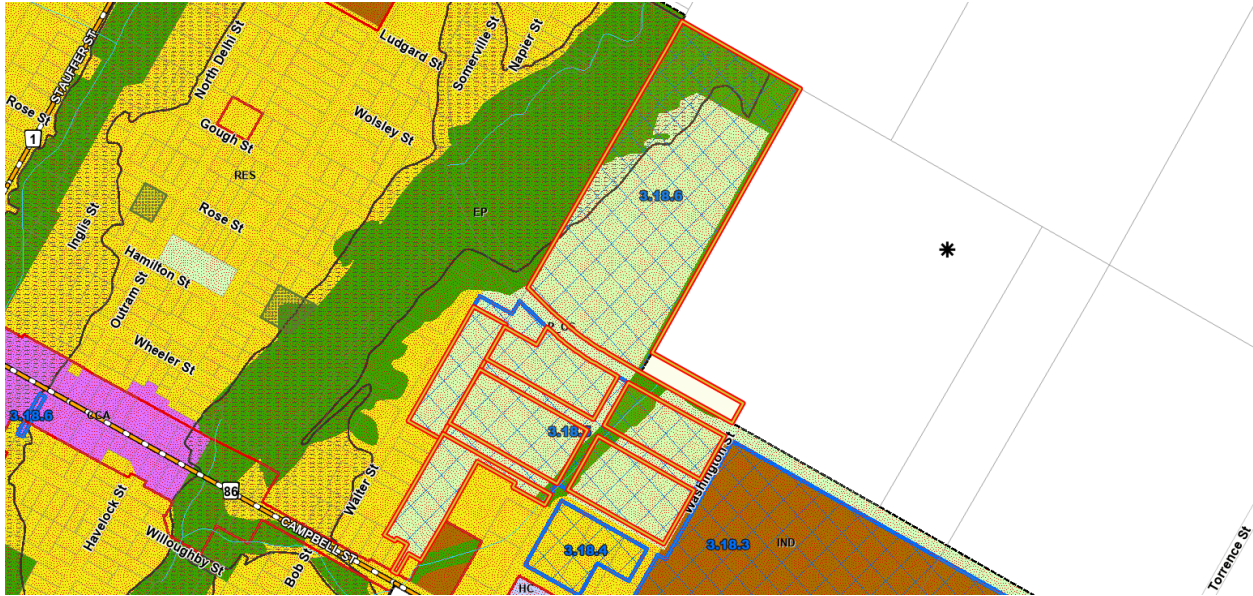 STAUFFER ST
North Delhi St
Ludgard St
Somerville St
Napier St
Rose St
1
Gough St
Wolsley St
RES
3.18.6
Inglis St
Rose St
EP
Hamilton St
Outram St
Wheeler St
3.18.6
CCA
Havelock St
86
Walter St
Washington St
CAMPBELL ST
Willoughby St
Bob St
3.18.4
3.18.3
IND
HC
Torrence St